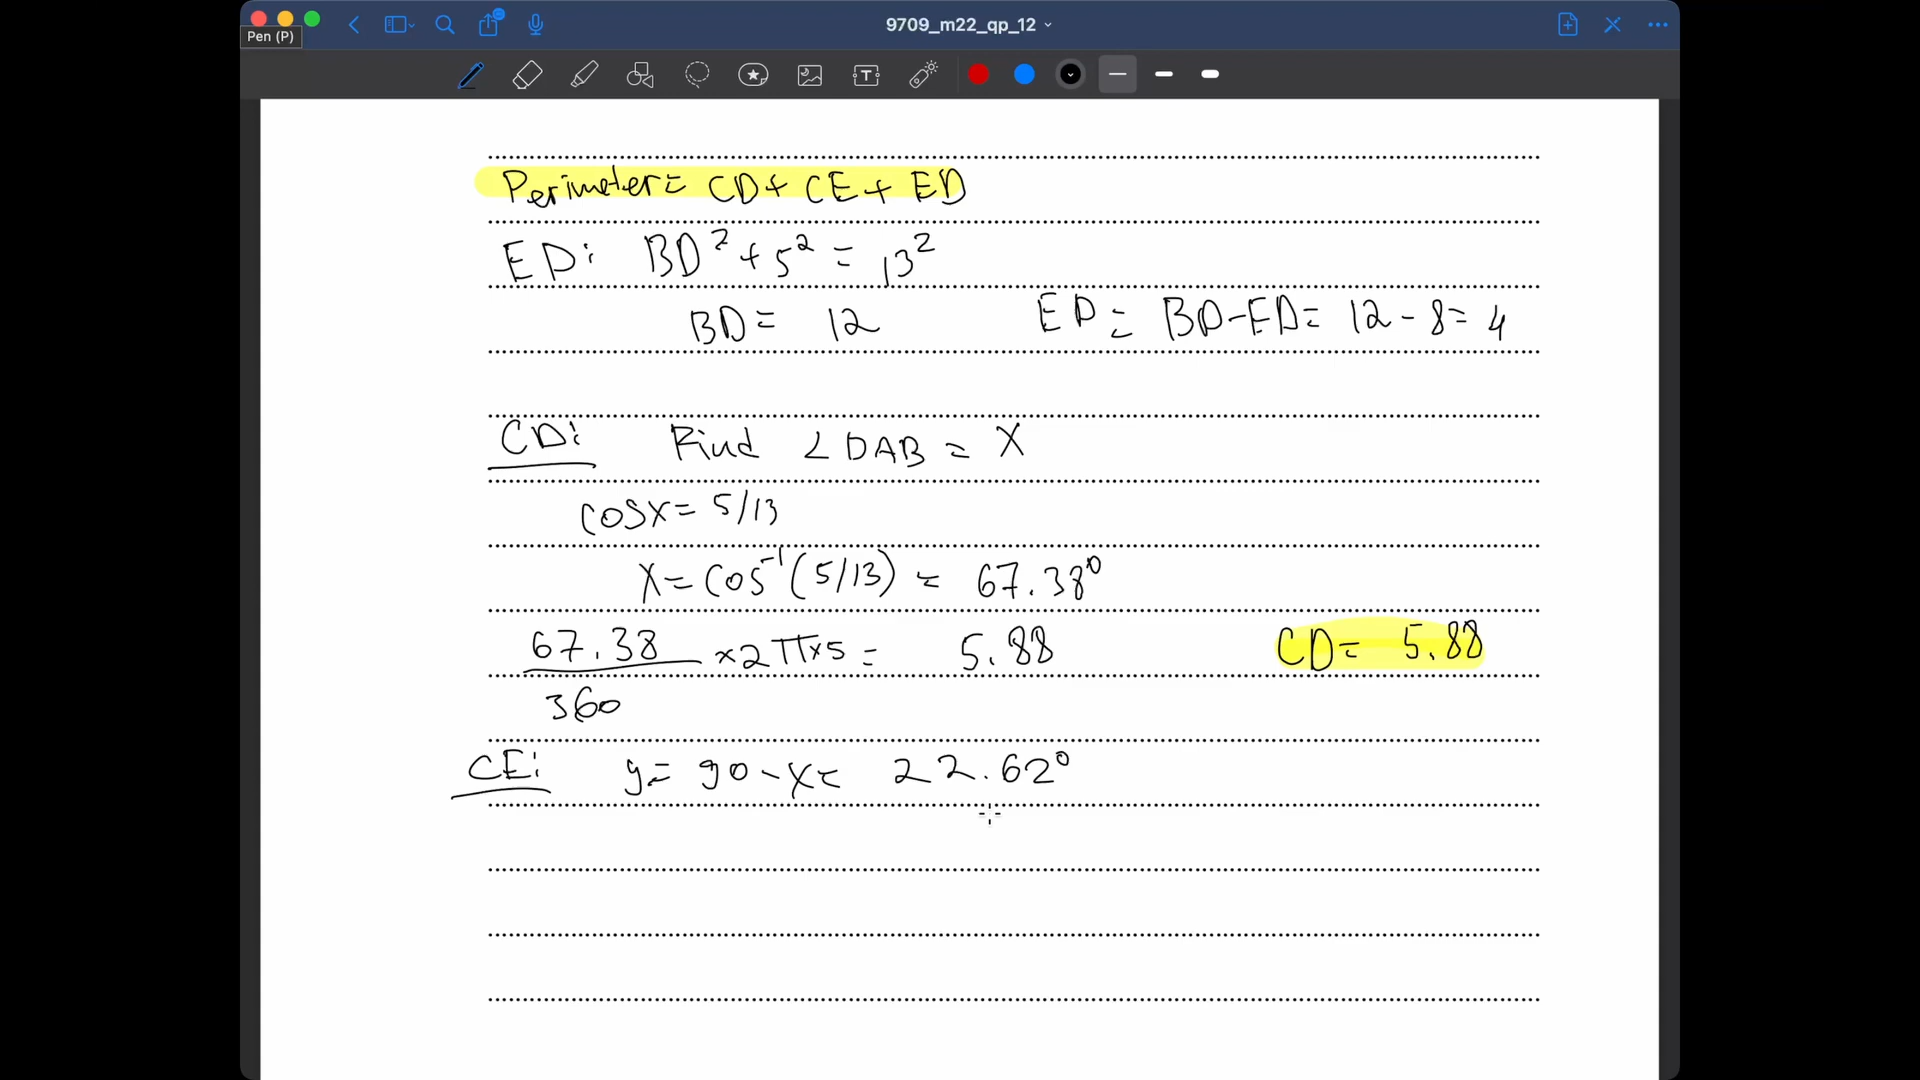 Pen (P)
9709_m22_qp_12
Perimeter = CD + CE + ED
ED: BD² + 5² = 13²
BD = 12 ED = BD - ED = 12 - 8 = 4
CD: Find ∠DAB = X
cosx = 5/13
X = cos⁻¹(5/13) = 67.38°
67.38/360 ×2π×5 = 5.88 CD = 5.88
CE: y = 90 - x = 22.62°